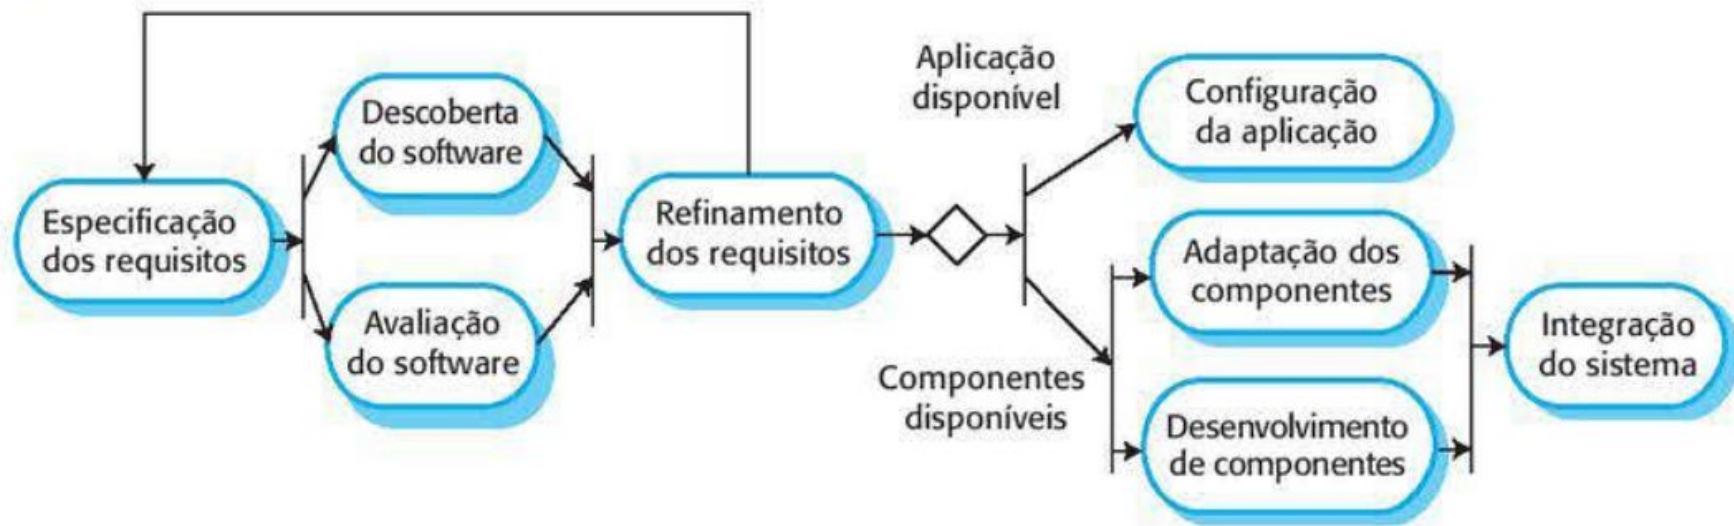 Especificação
dos requisitos
Descoberta
do software
Avaliação
do software
Refinamento
dos requisitos
Aplicação
disponível
Configuração
da aplicação
Componentes
disponíveis
Adaptação dos
componentes
Desenvolvimento
de componentes
Integração
do sistema